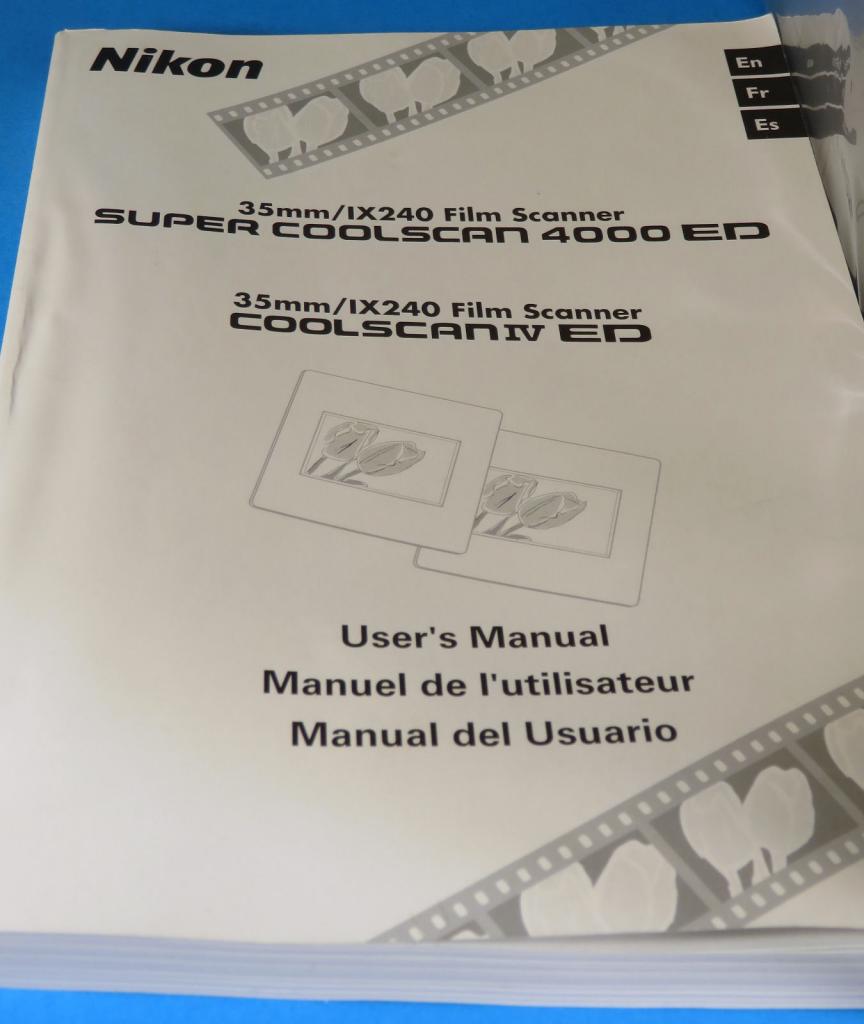 Nikon
En
Fr
Es
35mm/IX240 Film Scanner
SUPER COOLSCAN 4000 ED
35mm/IX240 Film Scanner
COOLSCAN IV ED
User's Manual
Manuel de l'utilisateur
Manual del Usuario